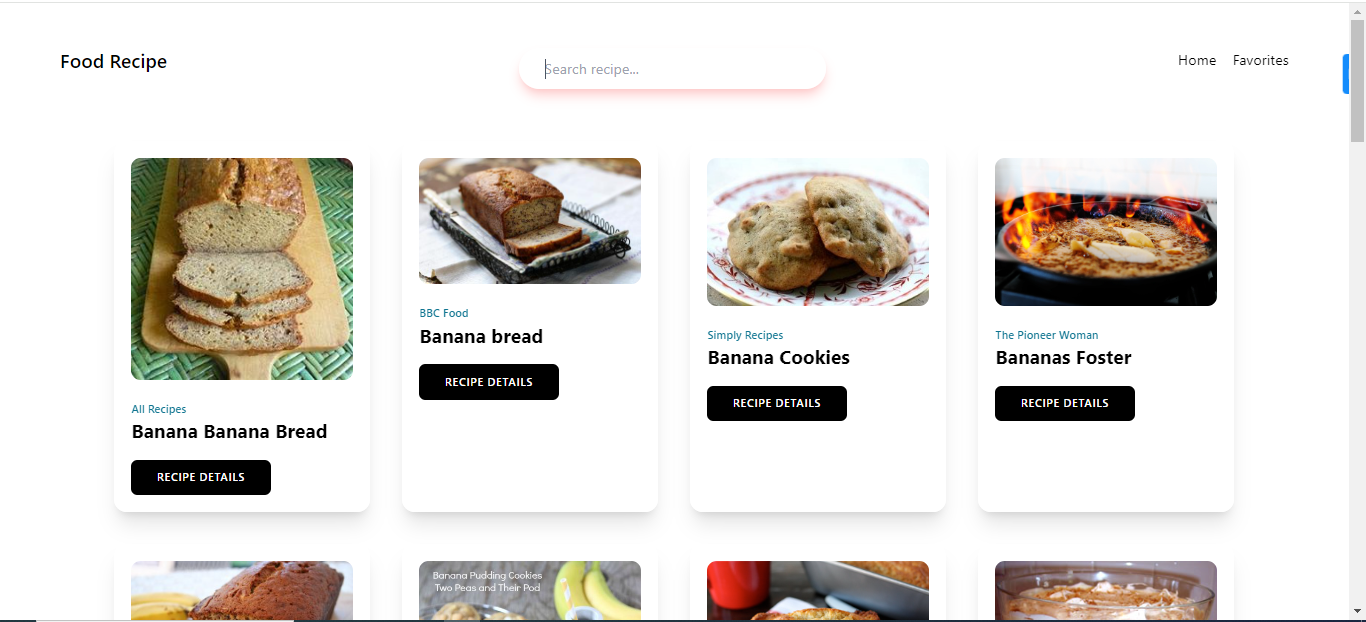 Food Recipe
Search recipe...
Home
Favorites
All Recipes
Banana Banana Bread
RECIPE DETAILS
BBC Food
Banana bread
RECIPE DETAILS
Simply Recipes
Banana Cookies
RECIPE DETAILS
The Pioneer Woman
Bananas Foster
RECIPE DETAILS
Banana Pudding Cookies
Two Peas and Their Pod